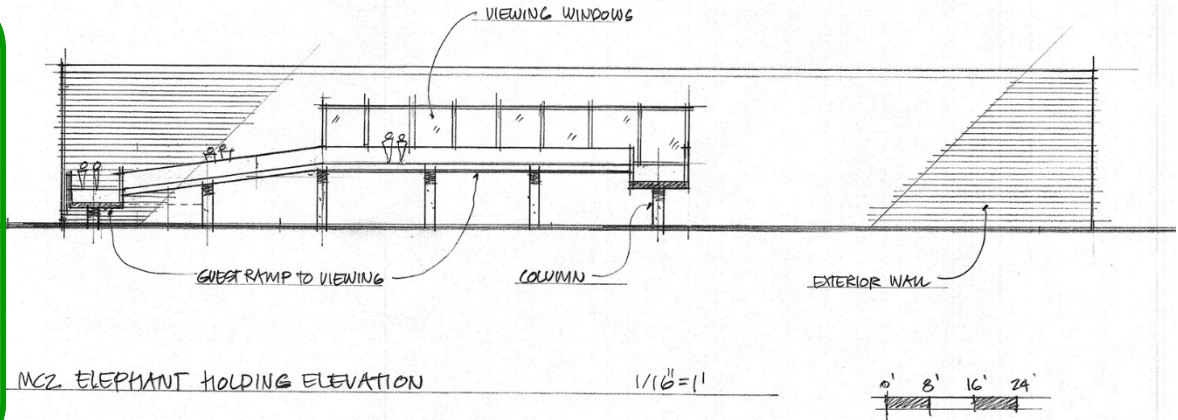 VIEWING WINDOWS
GUEST RAMP TO VIEWING
COLUMN
EXTERIOR WALL
MCZ ELEPHANT HOLDING ELEVATION
1/16"=1'
0' 8' 16' 24'